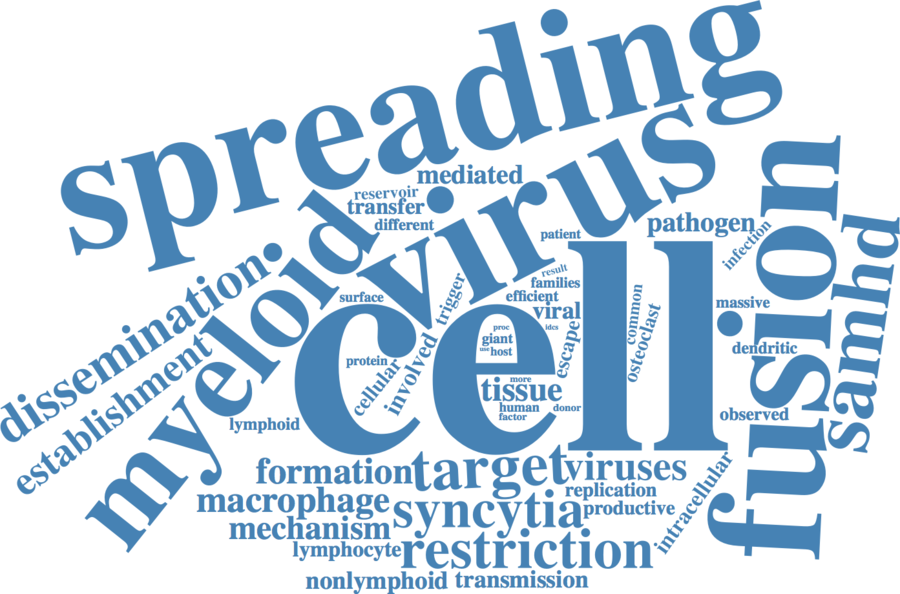 spreading
virus
cell
fusion
samhd
myeloid
dissemination
establishment
mediated
reservoir
transfer
different
patient
pathogen
infection
surface
trigger
result
families
efficient
viral
common
massive
proc
idcs
giant
use
host
escape
osteoclast
dendritic
protein
cellular
involved
more
tissue
human
donor
factor
observed
lymphoid
formation
target
viruses
macrophage
syncytia
replication
productive
intracellular
mechanism
lymphocyte
restriction
nonlymphoid
transmission